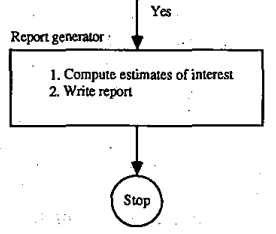 Yes
Report generator
1. Compute estimates of interest
2. Write report
Stop